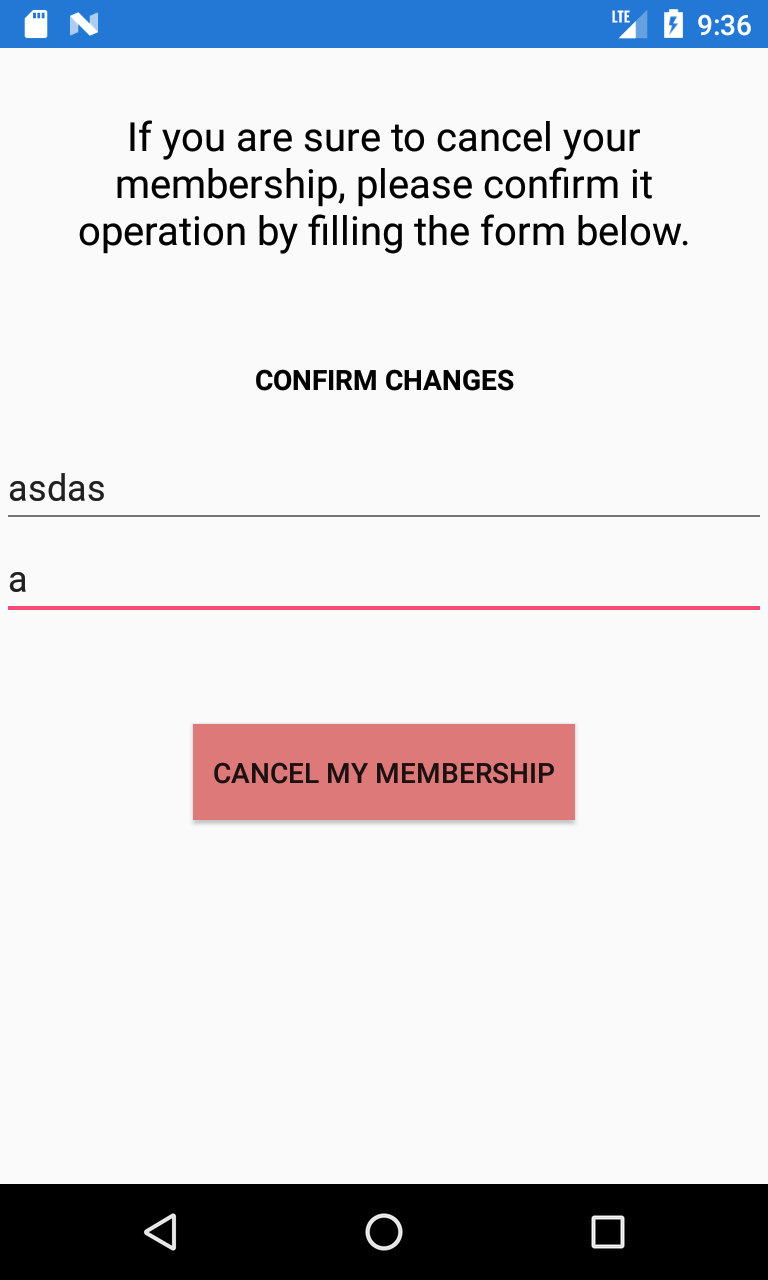 LTE 9:36
If you are sure to cancel your
membership, please confirm it
operation by filling the form below.
CONFIRM CHANGES
asdas
a
CANCEL MY MEMBERSHIP